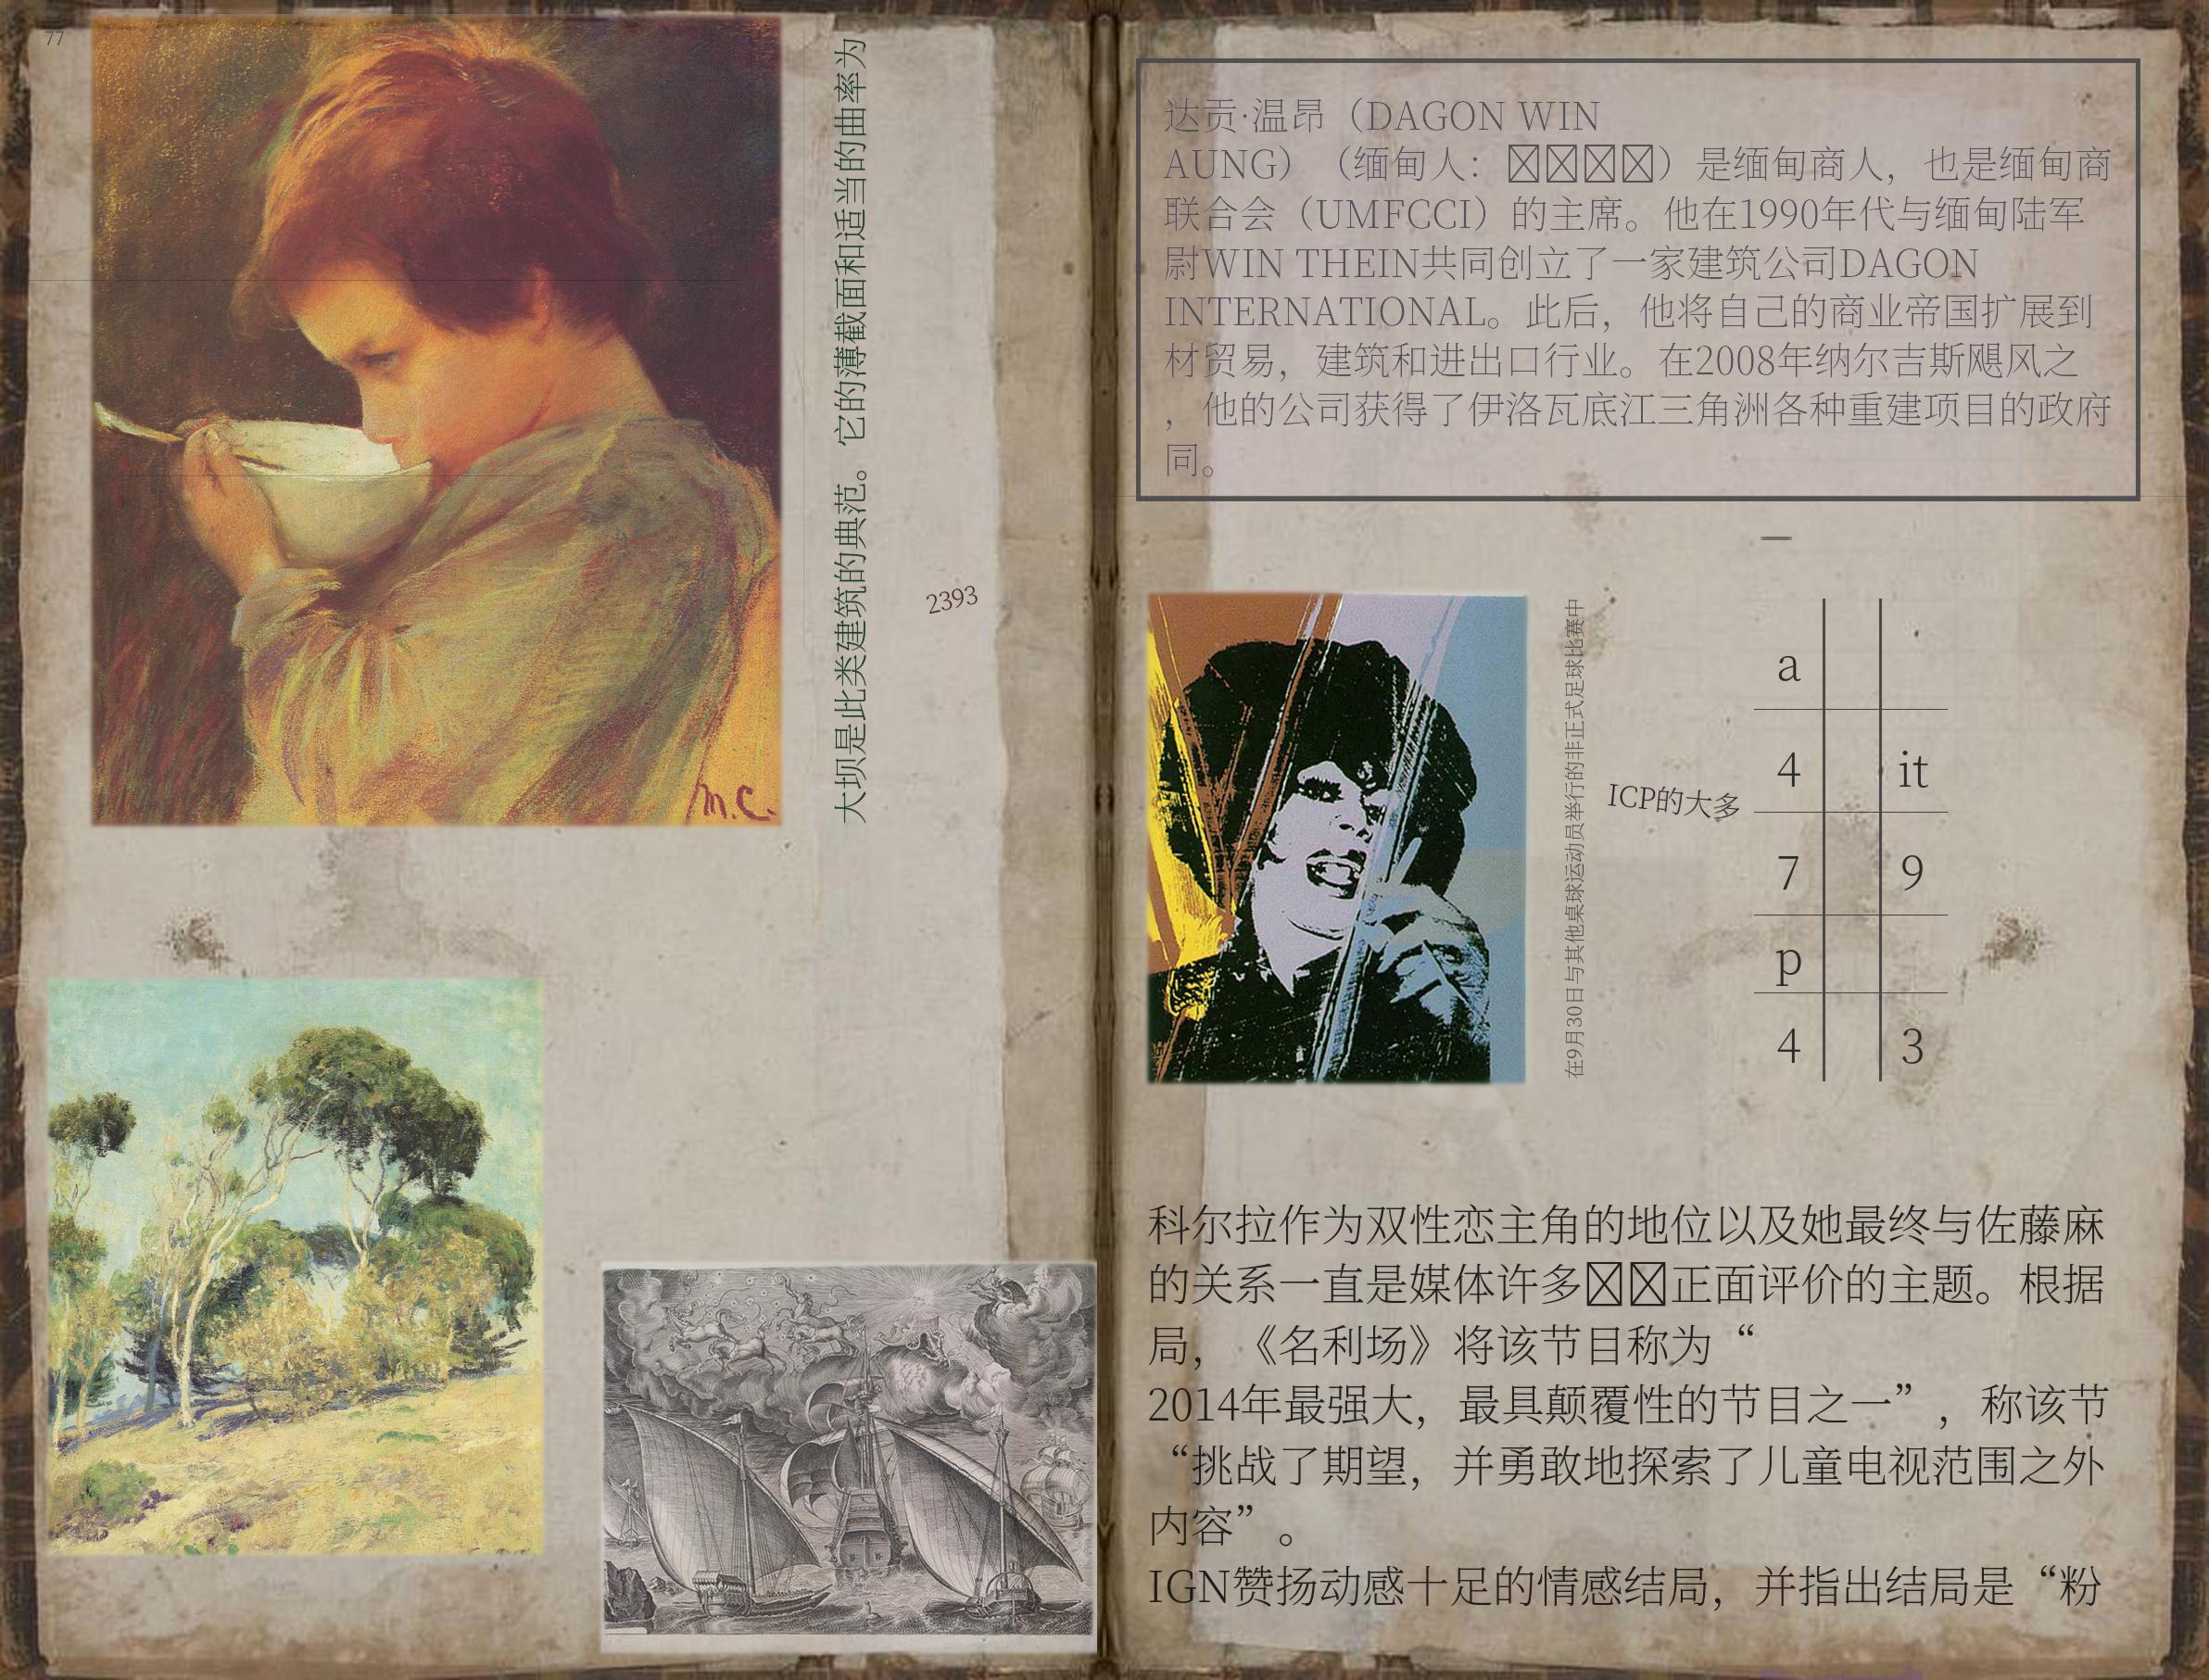 77
大坝是此类建筑的典范。它的薄截面和适当的曲率为
2393
M.C.
达贡·温昂（DAGON WIN
AUNG）（缅甸人：）是缅甸商人，也是缅甸商
联合会（UMFCCI）的主席。他在1990年代与缅甸陆军
尉WIN THEIN共同创立了一家建筑公司DAGON
INTERNATIONAL。此后，他将自己的商业帝国扩展到
材贸易，建筑和进出口行业。在2008年纳尔吉斯飓风之
，他的公司获得了伊洛瓦底江三角洲各种重建项目的政府
同。
在9月30日与其他桌球运动员举行的非正式足球比赛中
ICP的大多
a
4 it
7 9
p
4 3
科尔拉作为双性恋主角的地位以及她最终与佐藤麻
的关系一直是媒体许多正面评价的主题。根据
局，《名利场》将该节目称为“
2014年最强大，最具颠覆性的节目之一”，称该节
“挑战了期望，并勇敢地探索了儿童电视范围之外
内容”。
IGN赞扬动感十足的情感结局，并指出结局是“粉